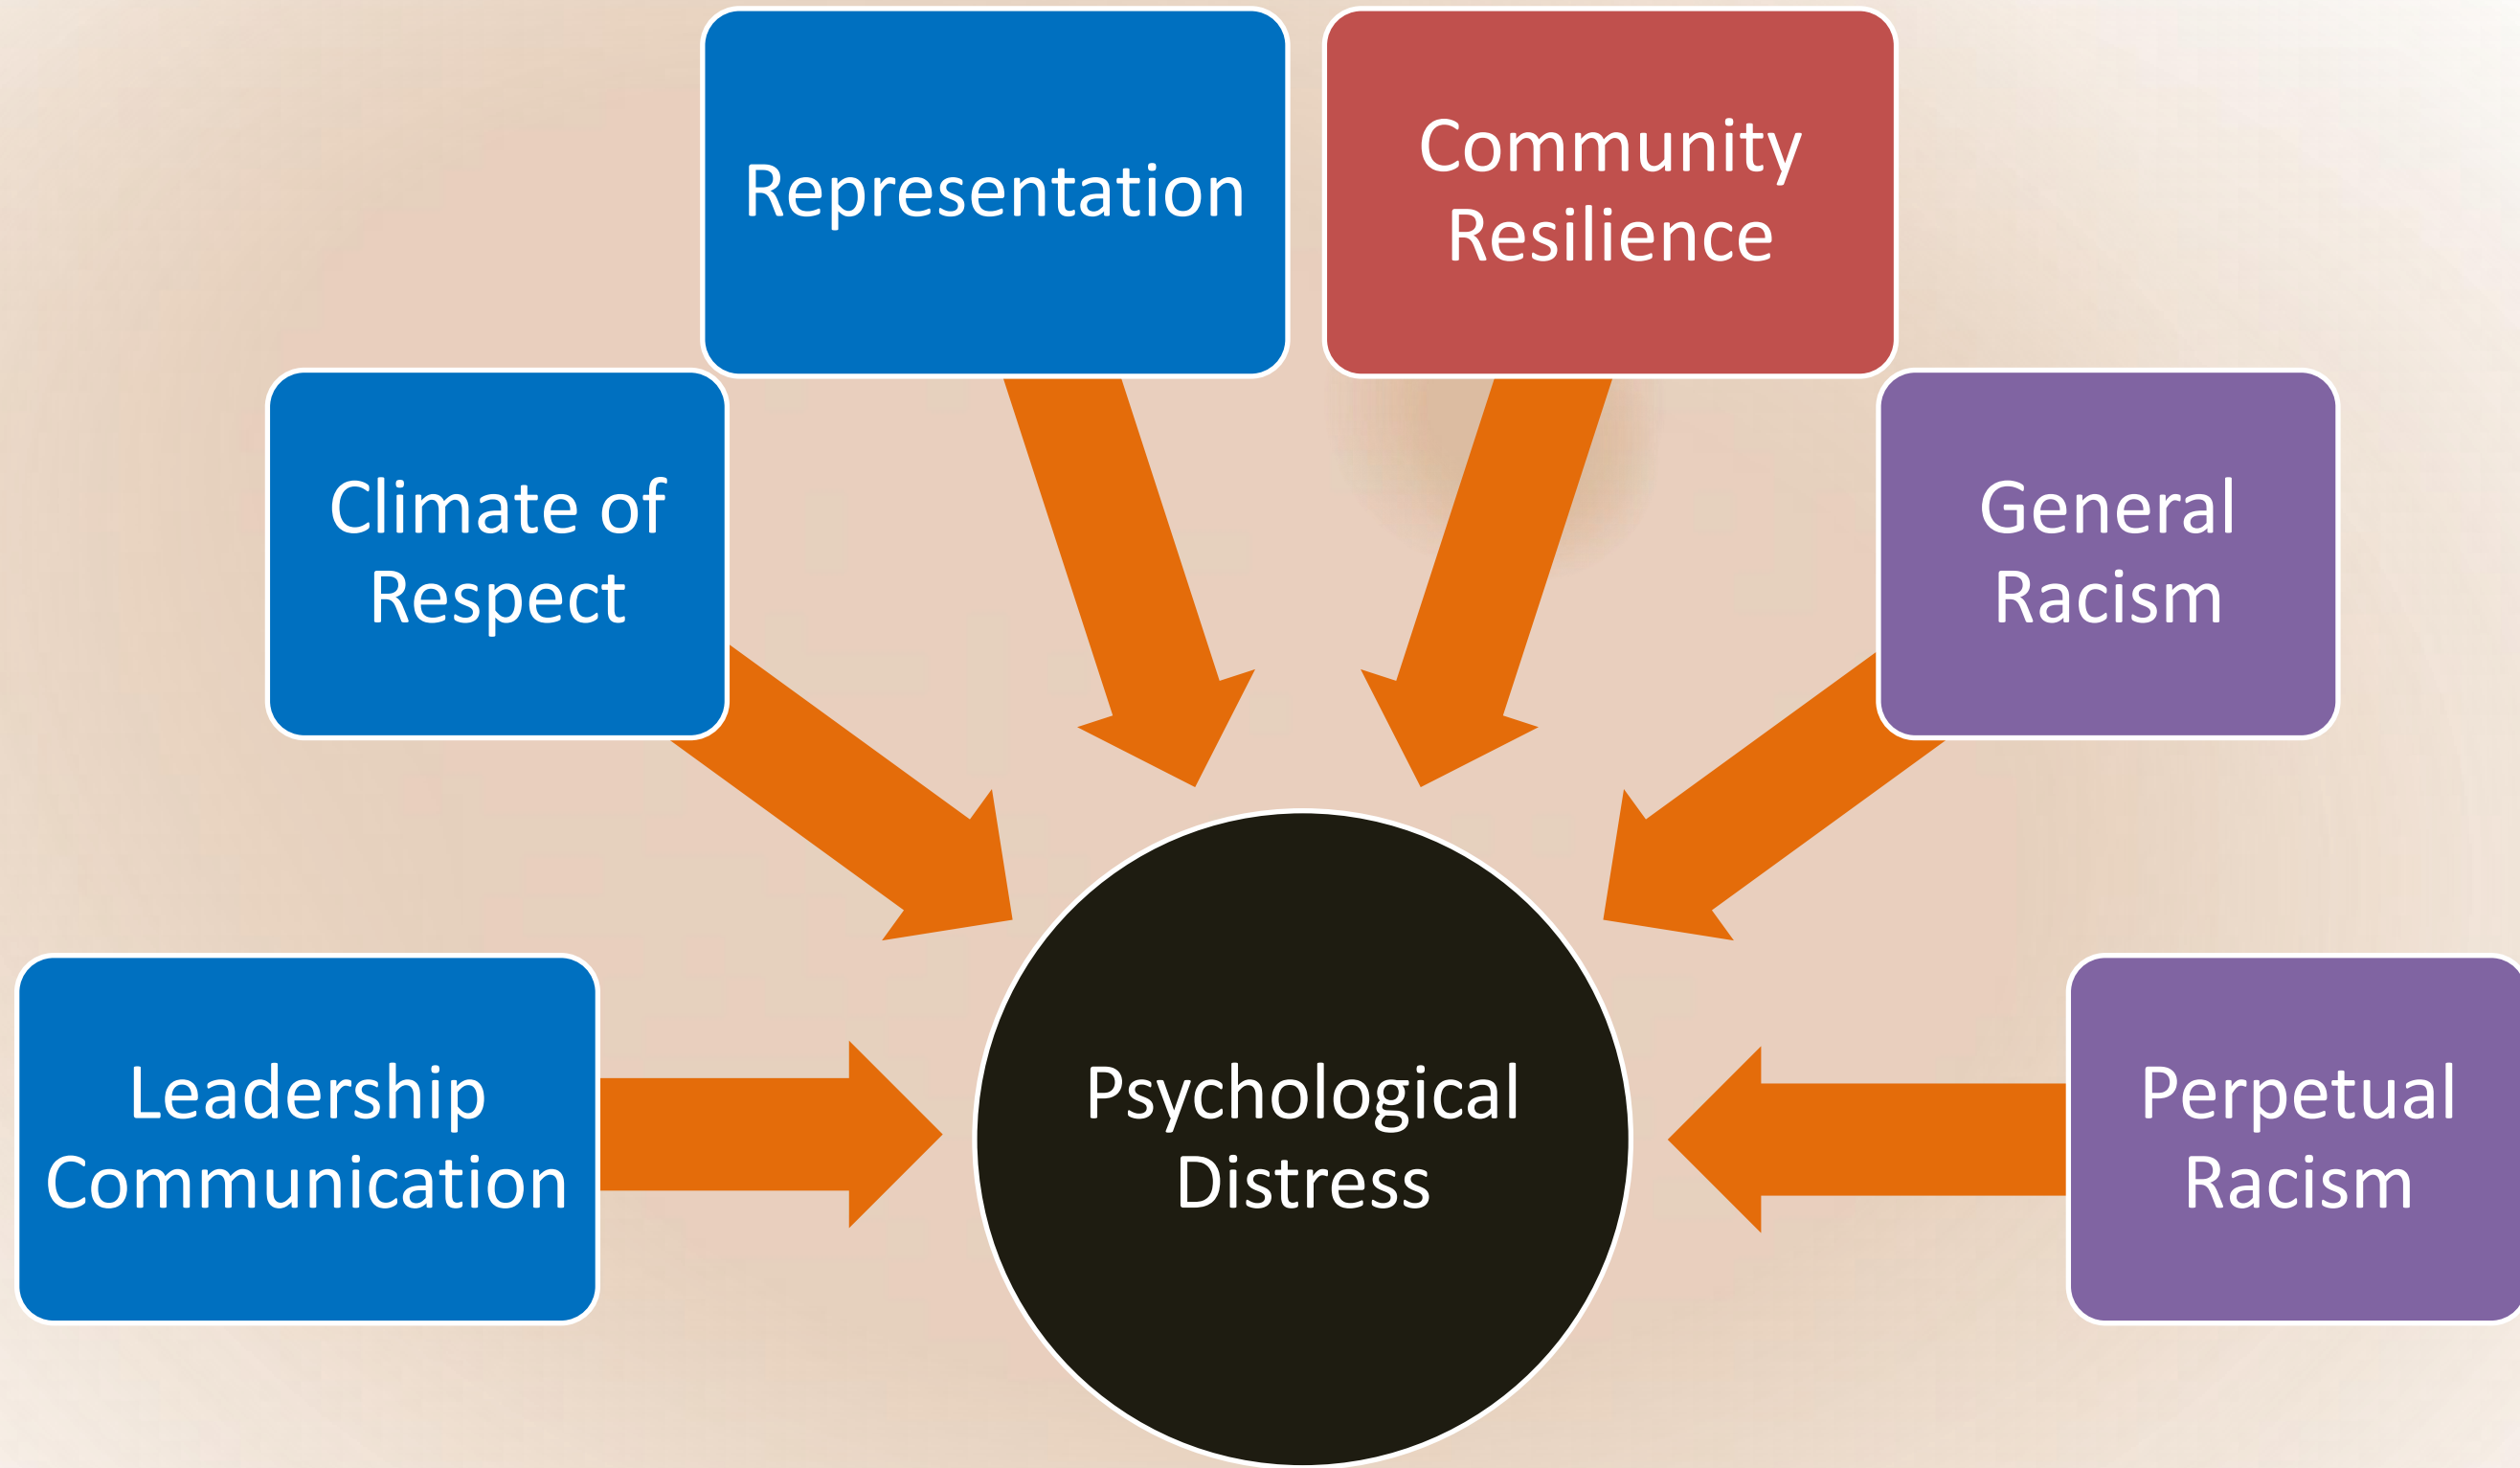 Representation
Community
Resilience
Climate of
Respect
General
Racism
Leadership
Communication
Psychological
Distress
Perpetual
Racism